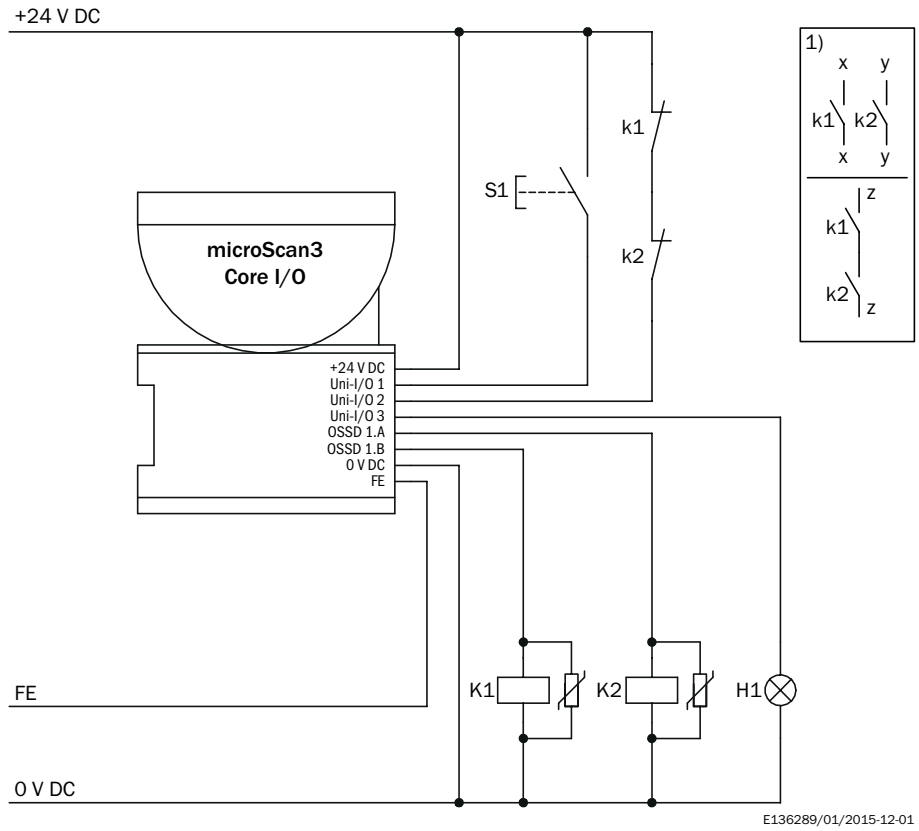 +24 V DC
1)
x y
k1 k2
x y
z
k1
k2
z
k1
S1
k2
microScan3
Core I/O
+24 V DC
Uni-I/O 1
Uni-I/O 2
Uni-I/O 3
OSSD 1.A
OSSD 1.B
0 V DC
FE
K1
K2
H1
FE
0 V DC
E136289/01/2015-12-01